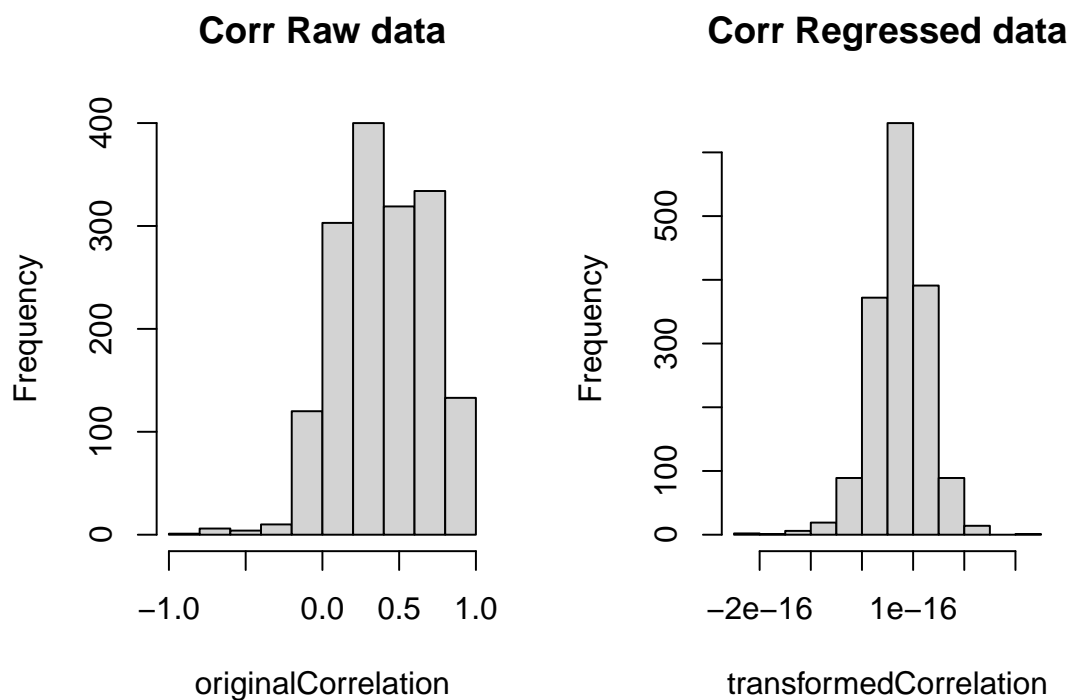 Corr Raw data
Frequency
0
100
200
300
400
−1.0
0.0
0.5
1.0
originalCorrelation
Corr Regressed data
Frequency
0
100
300
500
−2e−16
1e−16
transformedCorrelation